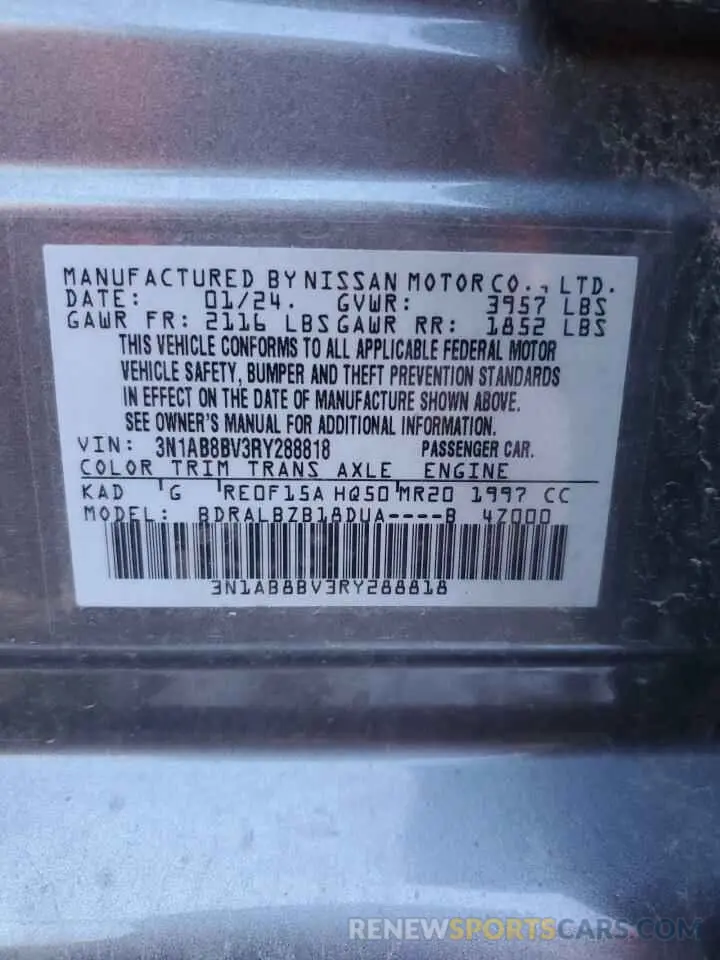 MANUFACTURED BY NISSAN MOTOR CO., LTD.
DATE: 01/24. GVWR: 3957 LBS
GAWR FR: 2116 LBS GAWR RR: 1852 LBS
THIS VEHICLE CONFORMS TO ALL APPLICABLE FEDERAL MOTOR
VEHICLE SAFETY, BUMPER AND THEFT PREVENTION STANDARDS
IN EFFECT ON THE DATE OF MANUFACTURE SHOWN ABOVE.
SEE OWNER'S MANUAL FOR ADDITIONAL INFORMATION.
VIN: 3N1AB8BV3RY288818 PASSENGER CAR.
COLOR TRIM TRANS AXLE ENGINE
KAD G RE0F15A HQ50 MR20 1997 CC
MODEL: BDRALBZB18DUA----B 4Z000
3N1AB8BV3RY288818
RENEWSPORTSCARS.COM